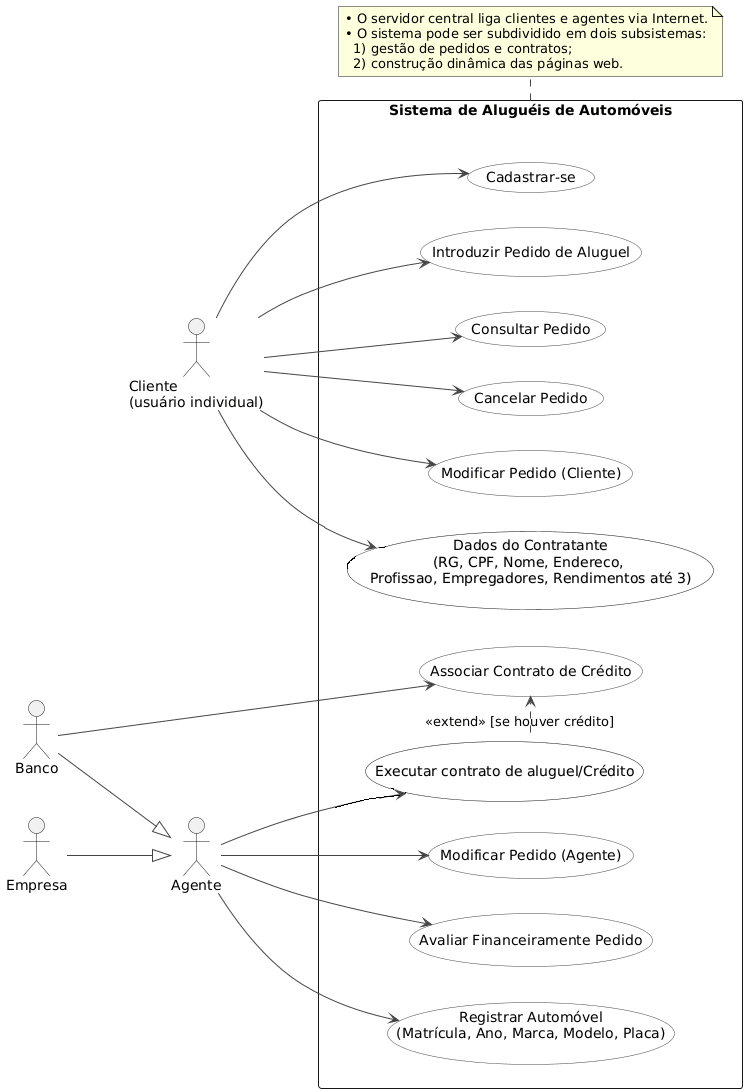 • O servidor central liga clientes e agentes via Internet.
• O sistema pode ser subdividido em dois subsistemas:
1) gestão de pedidos e contratos;
2) construção dinâmica das páginas web.
Sistema de Aluguéis de Automóveis
Cadastrar-se
Introduzir Pedido de Aluguel
Consultar Pedido
Cliente
(usuário individual)
Cancelar Pedido
Modificar Pedido (Cliente)
Dados do Contratante
(RG, CPF, Nome, Endereco,
Profissao, Empregadores, Rendimentos até 3)
Associar Contrato de Crédito
«extend» [se houver crédito]
Banco
Executar contrato de aluguel/Crédito
Modificar Pedido (Agente)
Empresa
Agente
Avaliar Financeiramente Pedido
Registrar Automóvel
(Matrícula, Ano, Marca, Modelo, Placa)